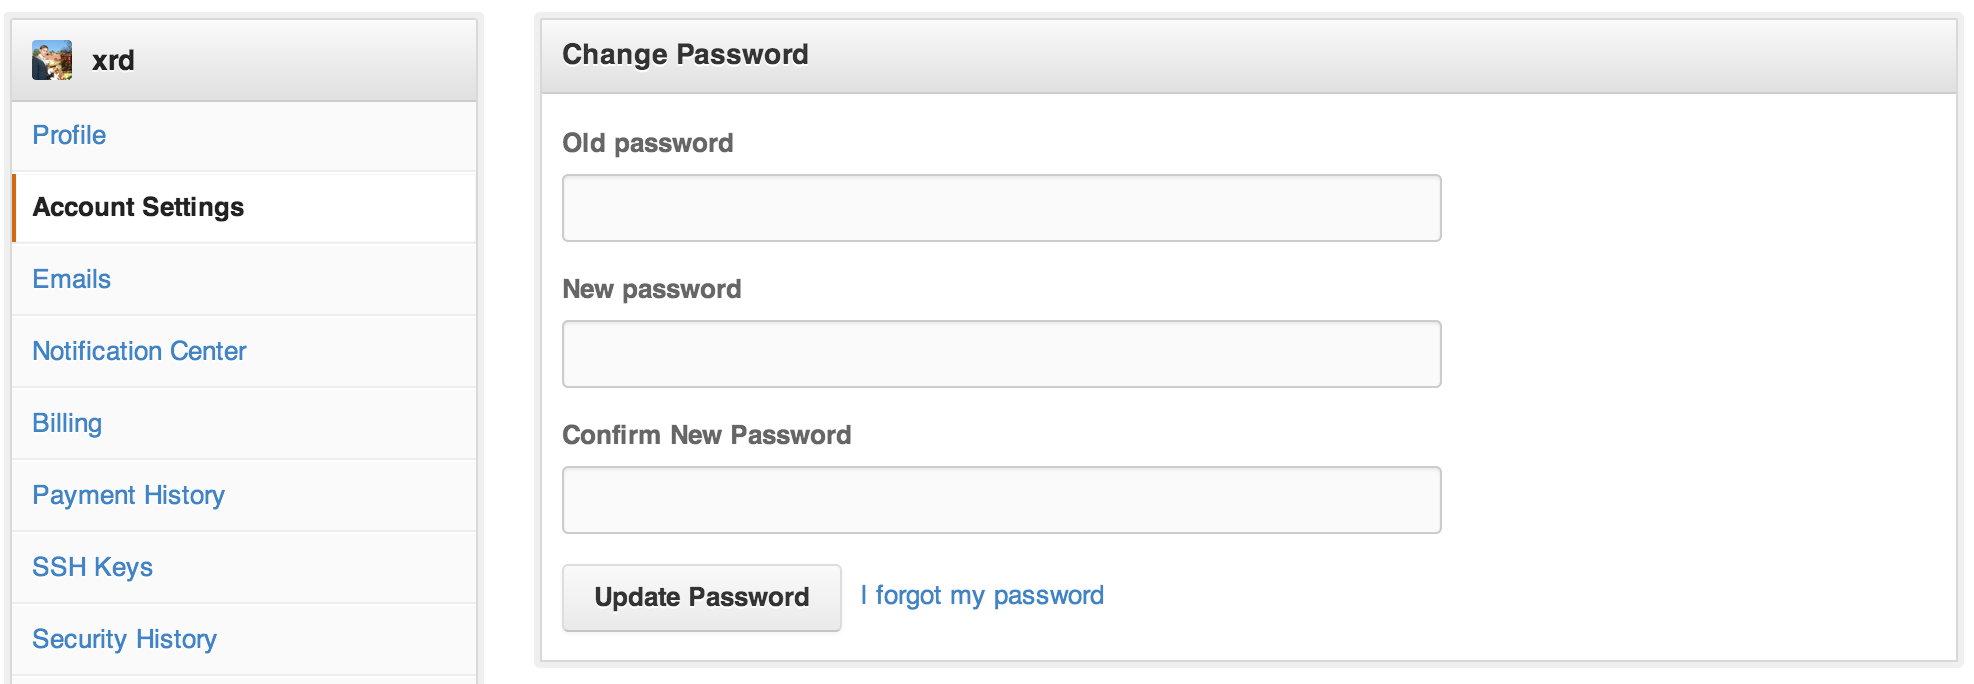 xrd
Profile
Account Settings
Emails
Notification Center
Billing
Payment History
SSH Keys
Security History
Change Password
Old password
New password
Confirm New Password
Update Password
I forgot my password